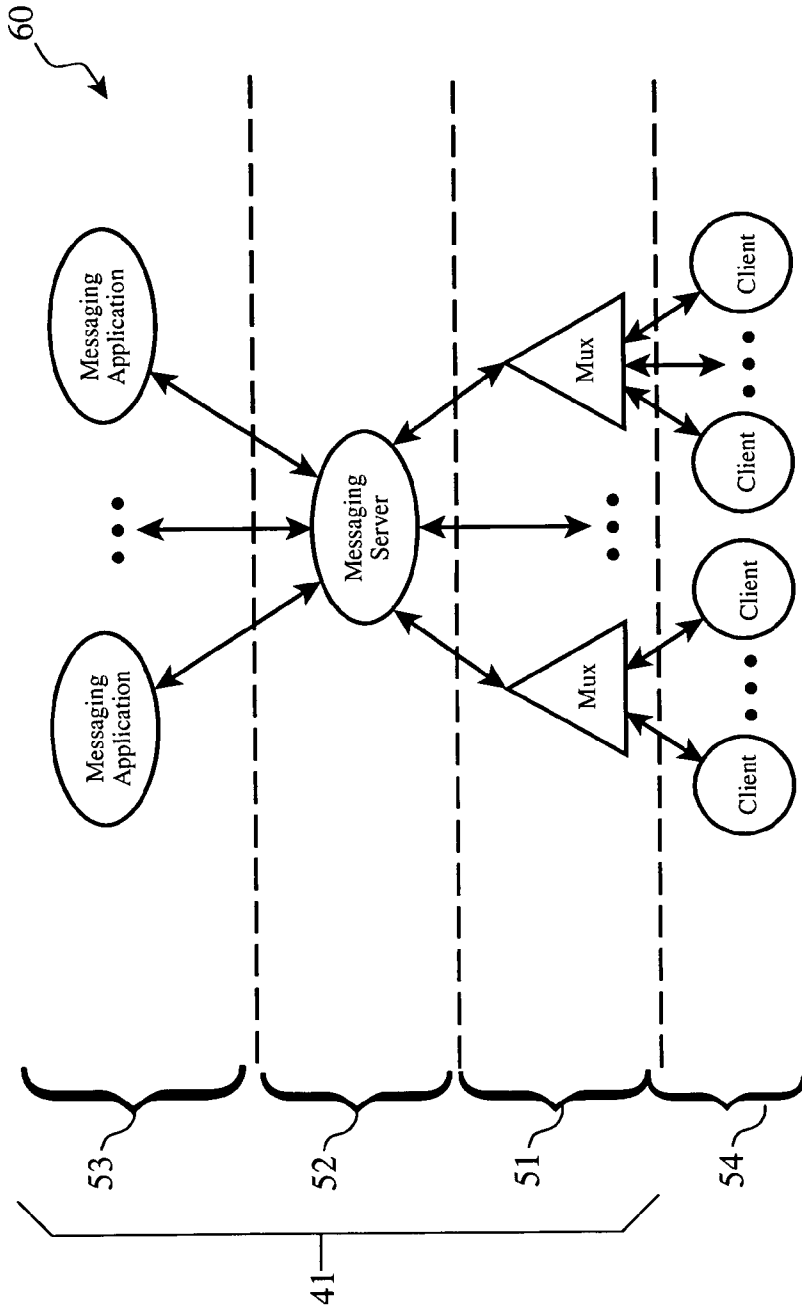 60
Messaging
Application
Messaging
Application
53
Messaging
Server
52
Mux
Mux
51
Client
Client
Client
Client
54
41